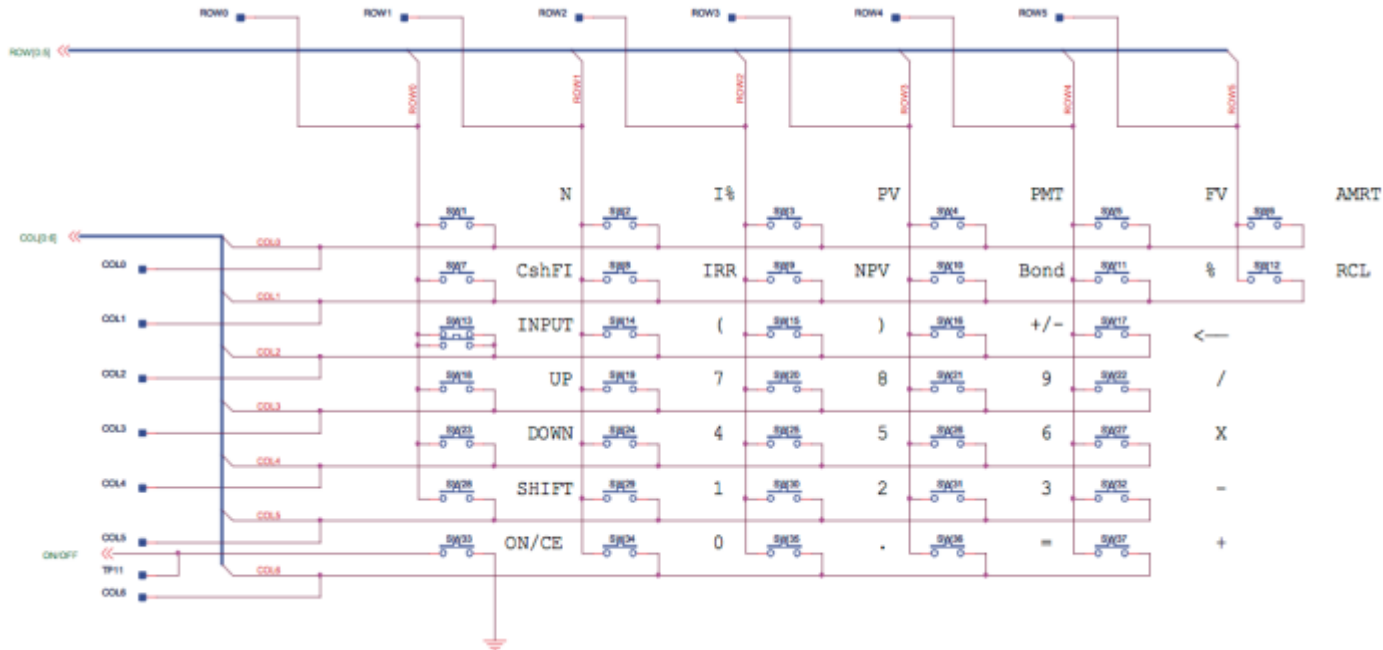 ROW0 ROW1 ROW2 ROW3 ROW4 ROW5
ROW[0:5]
ROW0 ROW1 ROW2 ROW3 ROW4 ROW5
N I% PV PMT FV AMRT
SW1 SW2 SW3 SW4 SW5 SW6
COL[0:6]
COL0
COL0
CshFI IRR NPV Bond % RCL
SW7 SW8 SW9 SW10 SW11 SW12
COL1
COL1
INPUT ( ) +/- <—
SW13 SW14 SW15 SW16 SW17
COL2
COL2
UP 7 8 9 /
SW18 SW19 SW20 SW21 SW22
COL3
COL3
DOWN 4 5 6 X
SW23 SW24 SW25 SW26 SW27
COL4
COL4
SHIFT 1 2 3 -
SW28 SW29 SW30 SW31 SW32
COL5
COL5
ON/CE 0 . = +
SW33 SW34 SW35 SW36 SW37
ON/OFF
COL6
TP11
COL6